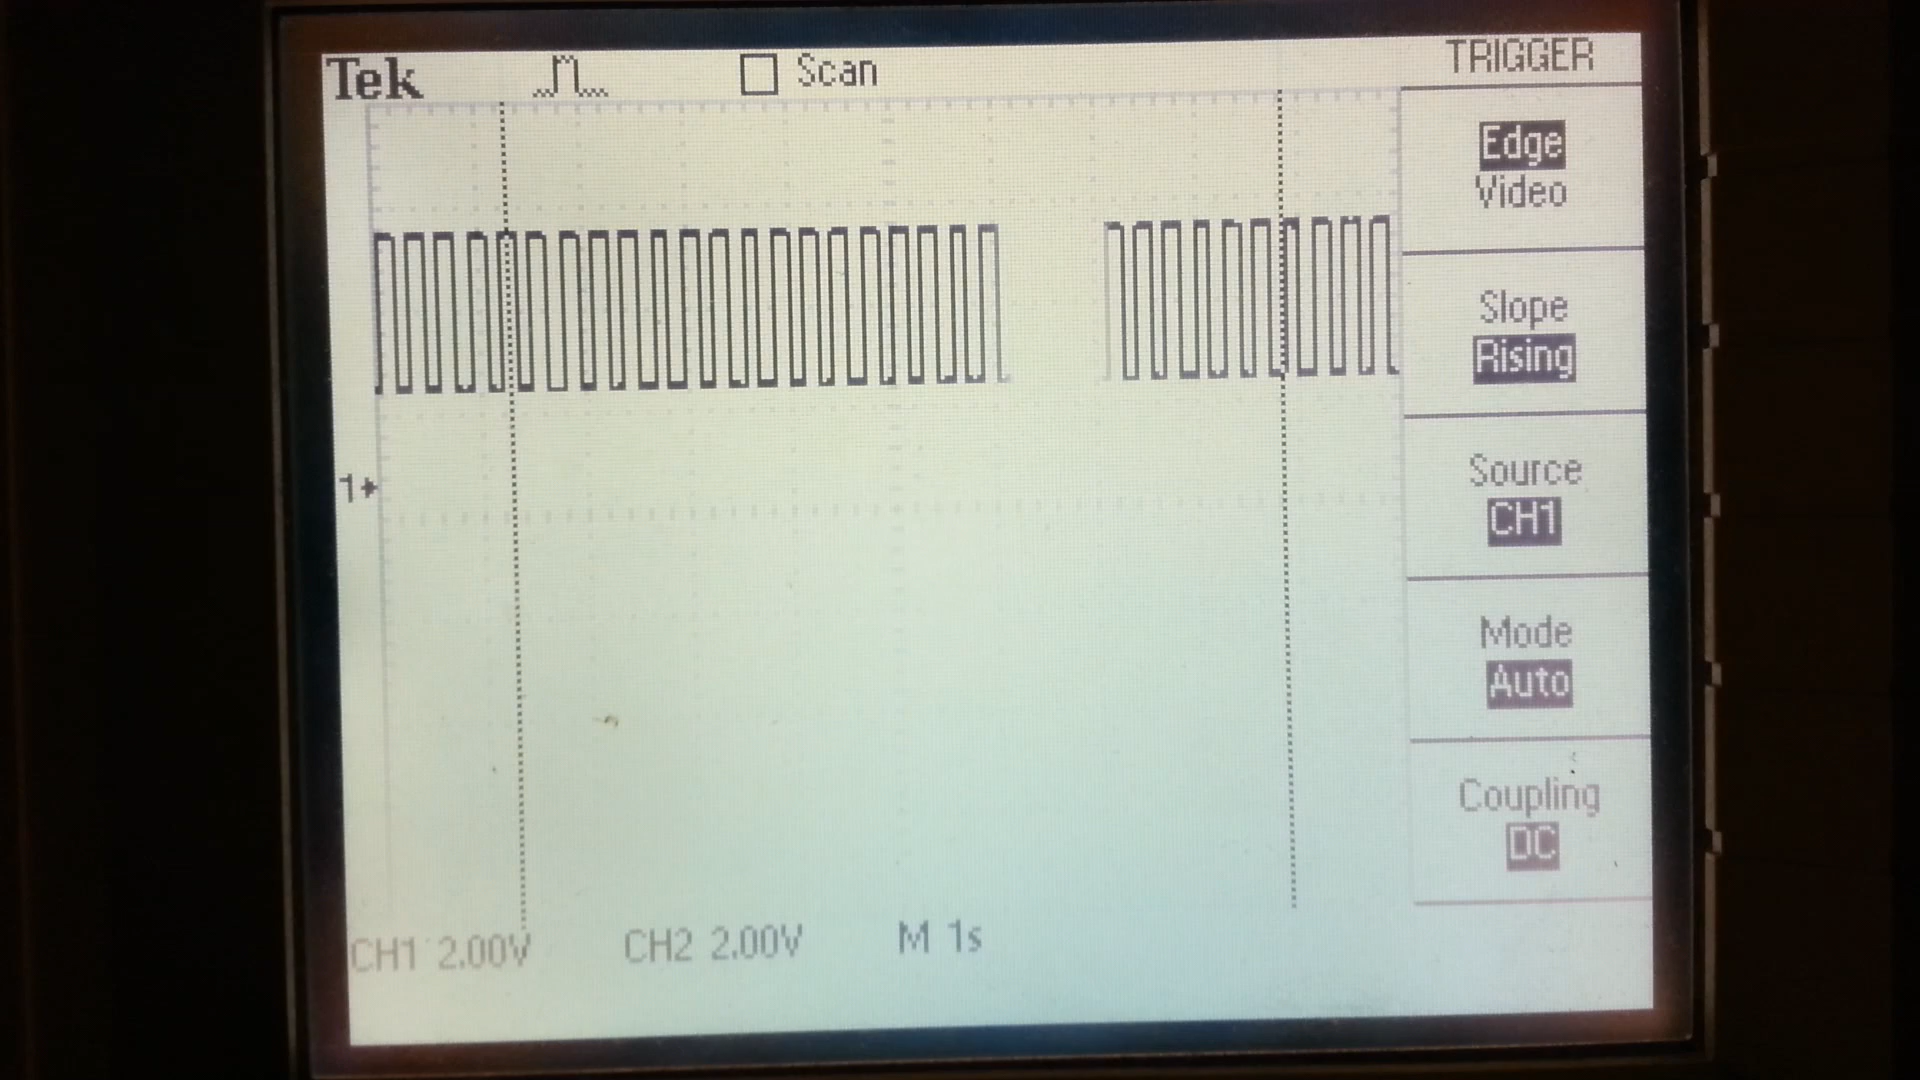 Tek Scan
TRIGGER
Edge
Video
Slope
Rising
Source
CH1
Mode
Auto
Coupling
DC
1
CH1 2.00V CH2 2.00V M 1s